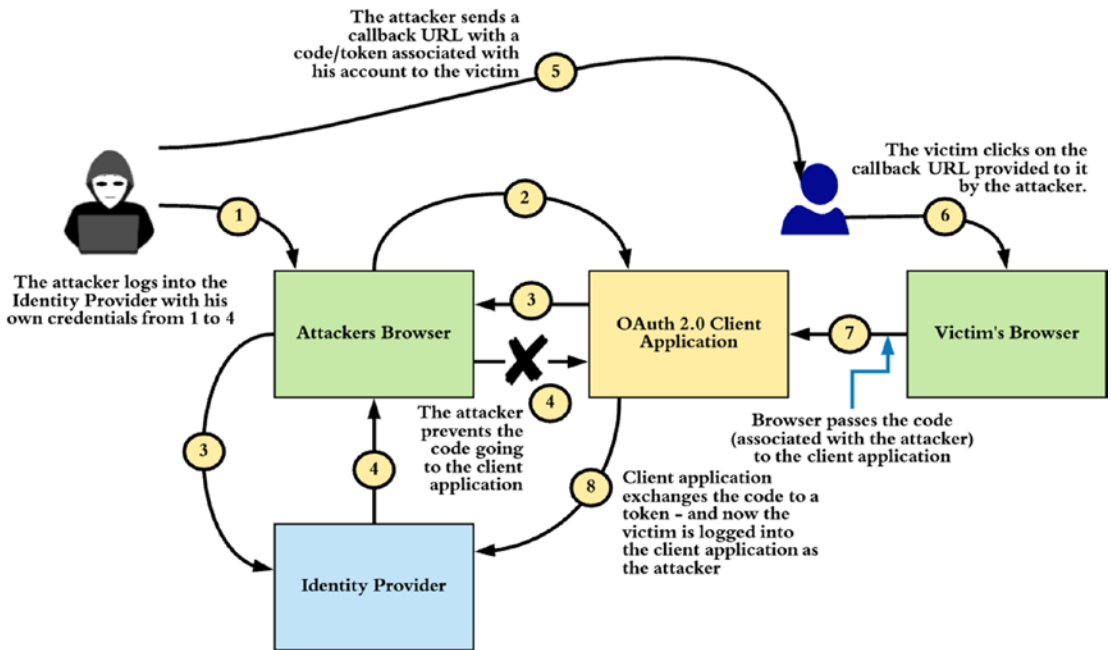 The attacker sends a
callback URL with a
code/token associated with
his account to the victim
5
The victim clicks on the
callback URL provided to it
by the attacker.
1
2
6
The attacker logs into the
Identity Provider with his
own credentials from 1 to 4
Attackers Browser
3
OAuth 2.0 Client
Application
7
Victim's Browser
4
The attacker
prevents the
code going
to the client
application
Browser passes the code
(associated with the attacker)
to the client application
3
4
8
Client application
exchanges the code to a
token - and now the
victim is logged into
the client application as
the attacker
Identity Provider